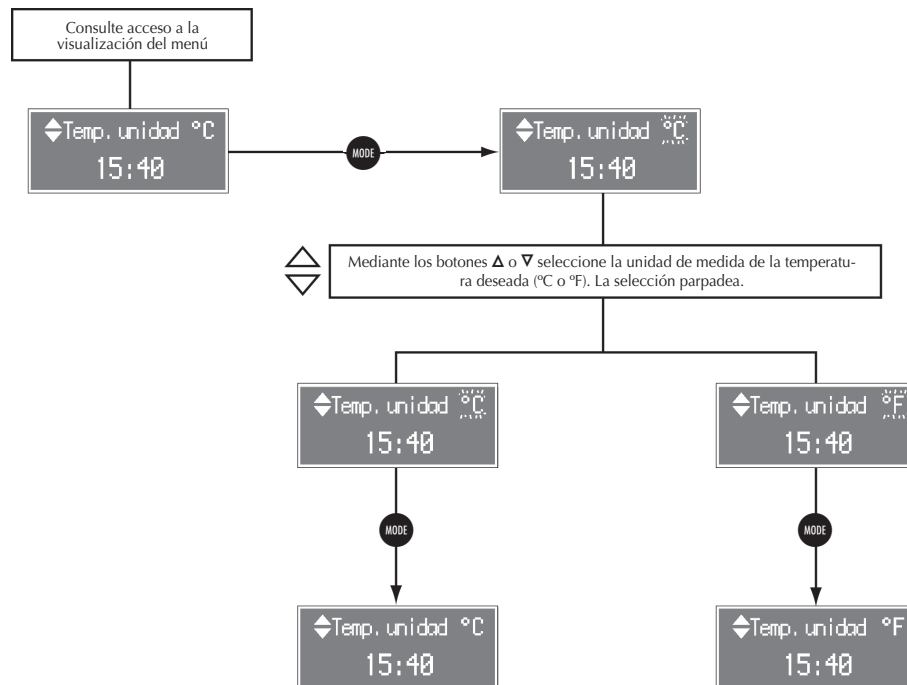 Consulte acceso a la
visualización del menú
Temp. unidad °C
15:40
MODE
Temp. unidad °C
15:40
Mediante los botones Δ o ∇ seleccione la unidad de medida de la temperatu-
ra deseada (ºC o ºF). La selección parpadea.
Temp. unidad °C
15:40
Temp. unidad °F
15:40
MODE
MODE
Temp. unidad °C
15:40
Temp. unidad °F
15:40